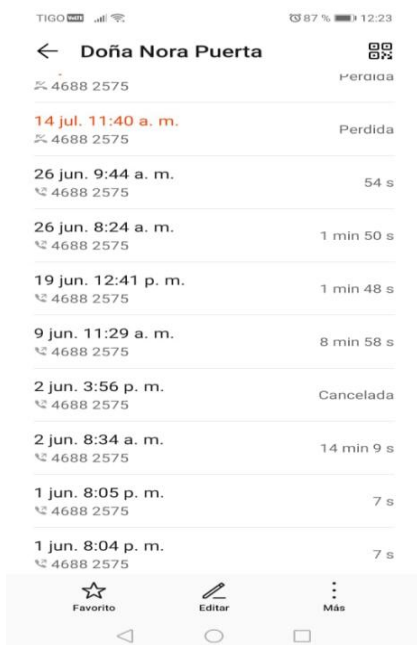 TIGO VoLTE 87 % 12:23
Doña Nora Puerta
Perdida
4688 2575
14 jul. 11:40 a. m.
Perdida
4688 2575
26 jun. 9:44 a. m.
54 s
4688 2575
26 jun. 8:24 a. m.
1 min 50 s
4688 2575
19 jun. 12:41 p. m.
1 min 48 s
4688 2575
9 jun. 11:29 a. m.
8 min 58 s
4688 2575
2 jun. 3:56 p. m.
Cancelada
4688 2575
2 jun. 8:34 a. m.
14 min 9 s
4688 2575
1 jun. 8:05 p. m.
7 s
4688 2575
1 jun. 8:04 p. m.
7 s
4688 2575
Favorito Editar Más